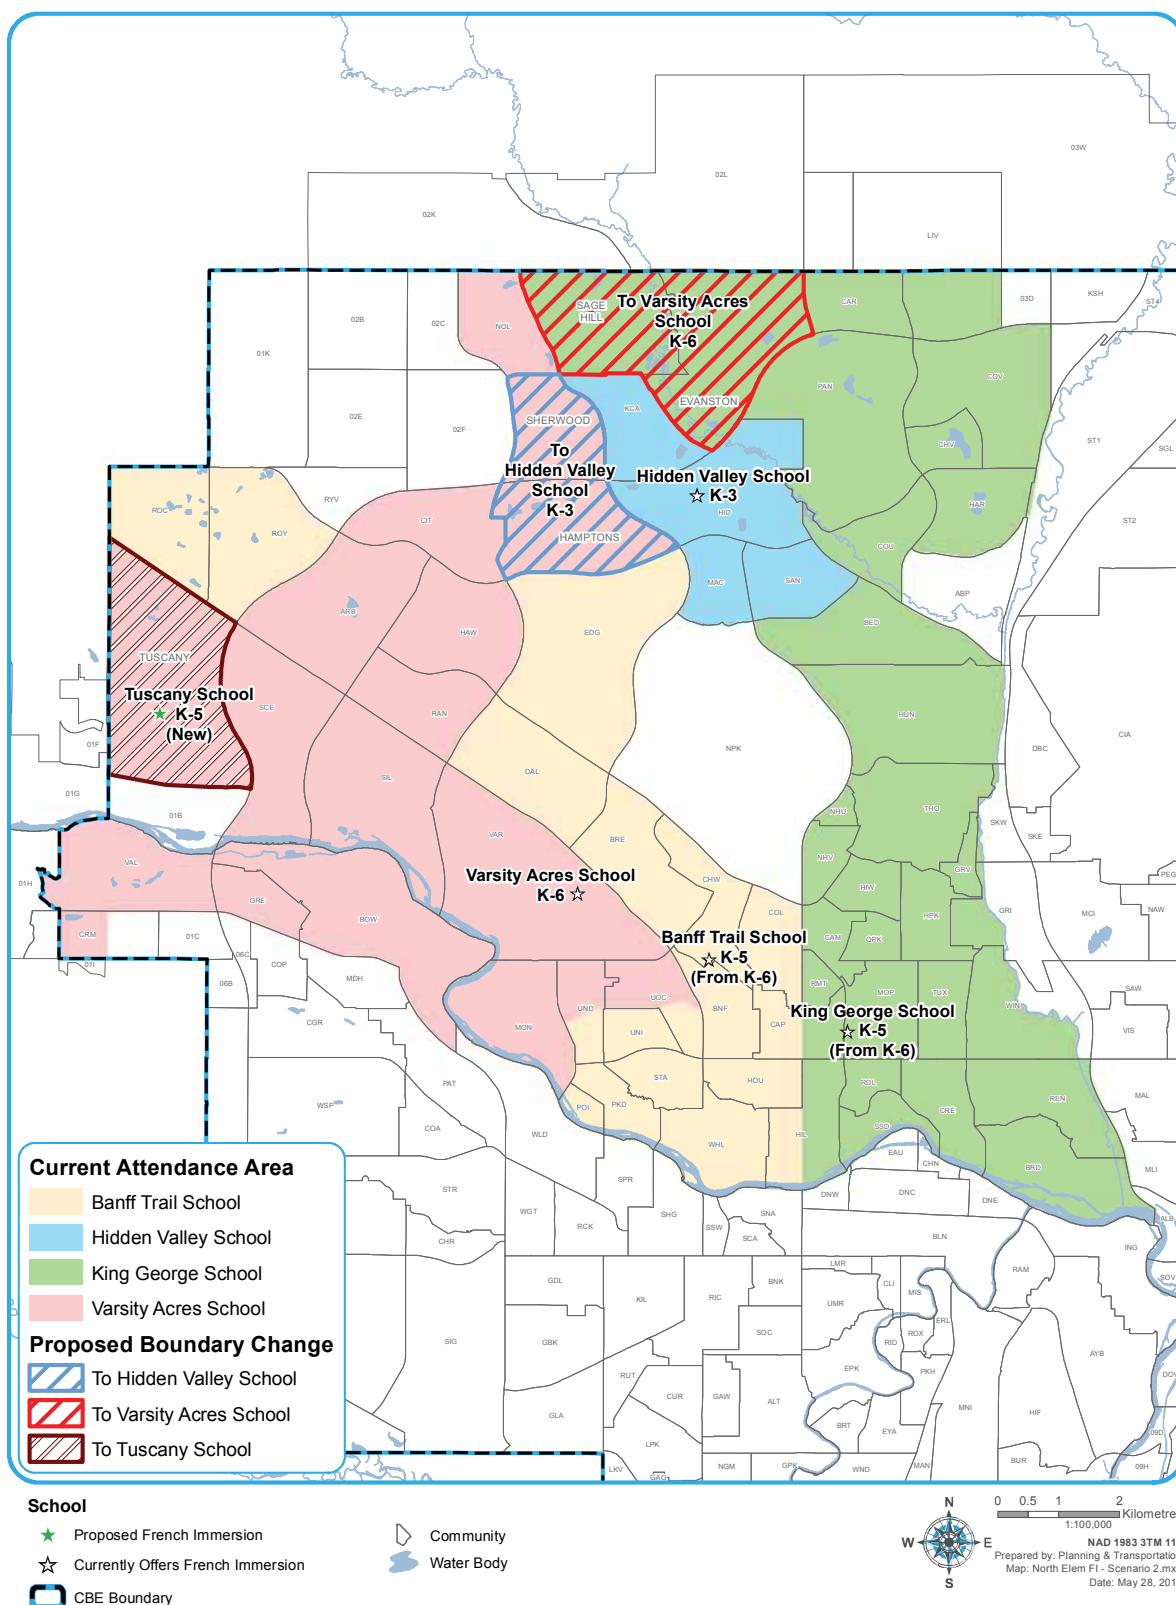 03W
02L
02K
LIV
03D
KSH
ST4
02B
02C
NOL
SAGE
HILL
To Varsity Acres
School
K-6
CAR
01K
02E
02F
SHERWOOD
KCA
EVANSTON
PAN
COV
CHV
ST1
SGL
To
Hidden Valley
School
K-3
Hidden Valley School
K-3
HID
HAR
ROC
ROY
RYV
CIT
HAMPTONS
COU
ST2
MAC
SAN
ABP
ARB
HAW
EDG
BED
TUSCANY
Tuscany School
K-5
(New)
SCE
RAN
HUN
NPK
DBC
CIA
01F
01G
01B
SIL
DAL
VAR
BRE
NHU
THO
SKW
SKE
NHV
01H
VAL
Varsity Acres School
K-6
CHW
HIW
GRV
PEG
GRE
BOW
COL
HPK
GRI
MCI
NAW
CRM
01C
01I
06C
COP
06B
MDH
Banff Trail School
K-5
(From K-6)
CAM
QPK
RMT
MOP
TUX
SAW
CGR
UND
UOC
BNF
CAP
King George School
K-5
(From K-6)
WIN
VIS
MON
UNI
PAT
STA
HOU
RDL
CRE
REN
MAL
WSP
COA
WLD
POI
PKD
WHL
HIL
SSD
EAU
CHN
BRD
MLI
STR
SPR
DNW
DNC
DNE
WGT
RCK
SHG
SSW
SNA
SCA
BLN
ALB
ING
CHR
GDL
KIL
RIC
BNK
LMR
CLI
MIS
RAM
SOV
UMR
ERL
SIG
GBK
SOC
RID
ROX
AYB
RUT
EPK
PKH
DOV
CUR
GAW
ALT
MNI
HIF
GLA
LPK
BRT
EYA
09D
LKV
GAG
NGM
GPK
WND
MAN
BUR
09H
Current Attendance Area
Banff Trail School
Hidden Valley School
King George School
Varsity Acres School
Proposed Boundary Change
To Hidden Valley School
To Varsity Acres School
To Tuscany School
School
Proposed French Immersion
Currently Offers French Immersion
CBE Boundary
Community
Water Body
N
W
E
S
0 0.5 1 2
Kilometre
1:100,000
NAD 1983 3TM 11
Prepared by: Planning & Transportatio
Map: North Elem FI - Scenario 2.mx
Date: May 28, 201